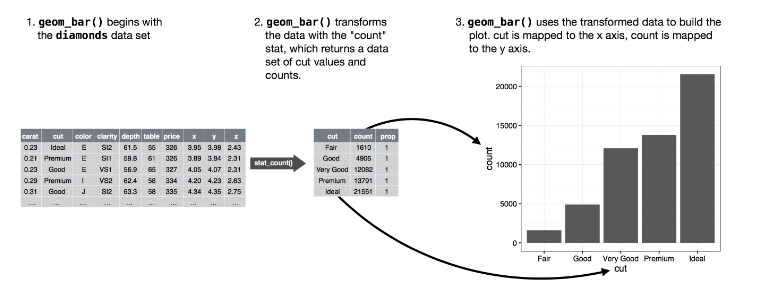 1. geom_bar() begins with
the diamonds data set
2. geom_bar() transforms
the data with the "count"
stat, which returns a data
set of cut values and
counts.
3. geom_bar() uses the transformed data to build the
plot. cut is mapped to the x axis, count is mapped
to the y axis.
carat cut color clarity depth table price x y z
0.23 Ideal E SI2 61.5 55 326 3.95 3.98 2.43
0.21 Premium E SI1 59.8 61 326 3.89 3.84 2.31
0.23 Good E VS1 56.9 65 327 4.05 4.07 2.31
0.29 Premium I VS2 62.4 58 334 4.20 4.23 2.63
0.31 Good J SI2 63.3 58 335 4.34 4.35 2.75
... ... ... ... ... ... ... ... ... ...
stat_count()
cut count prop
Fair 1610 1
Good 4906 1
Very Good 12082 1
Premium 13791 1
Ideal 21551 1
... ... ...
20000
15000
10000
5000
0
count
Fair Good Very Good Premium Ideal
cut